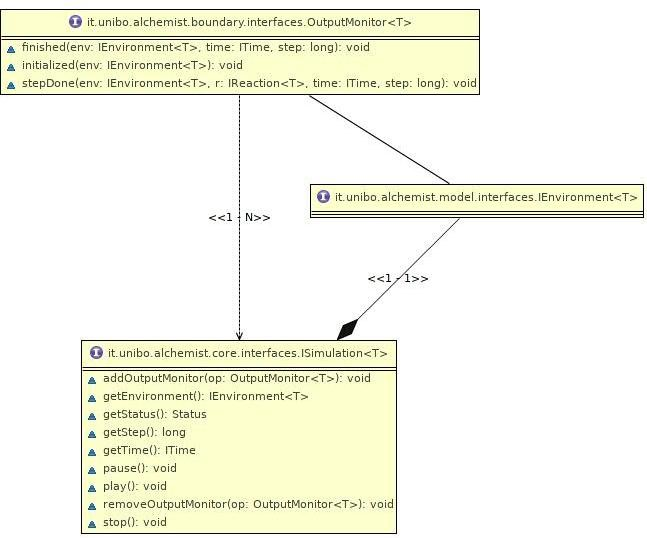 it.unibo.alchemist.boundary.interfaces.OutputMonitor<T>
finished(env: IEnvironment<T>, time: ITime, step: long): void
initialized(env: IEnvironment<T>): void
stepDone(env: IEnvironment<T>, r: IReaction<T>, time: ITime, step: long): void
it.unibo.alchemist.model.interfaces.IEnvironment<T>
<<1 - N>>
<<1 - 1>>
it.unibo.alchemist.core.interfaces.ISimulation<T>
addOutputMonitor(op: OutputMonitor<T>): void
getEnvironment(): IEnvironment<T>
getStatus(): Status
getStep(): long
getTime(): ITime
pause(): void
play(): void
removeOutputMonitor(op: OutputMonitor<T>): void
stop(): void